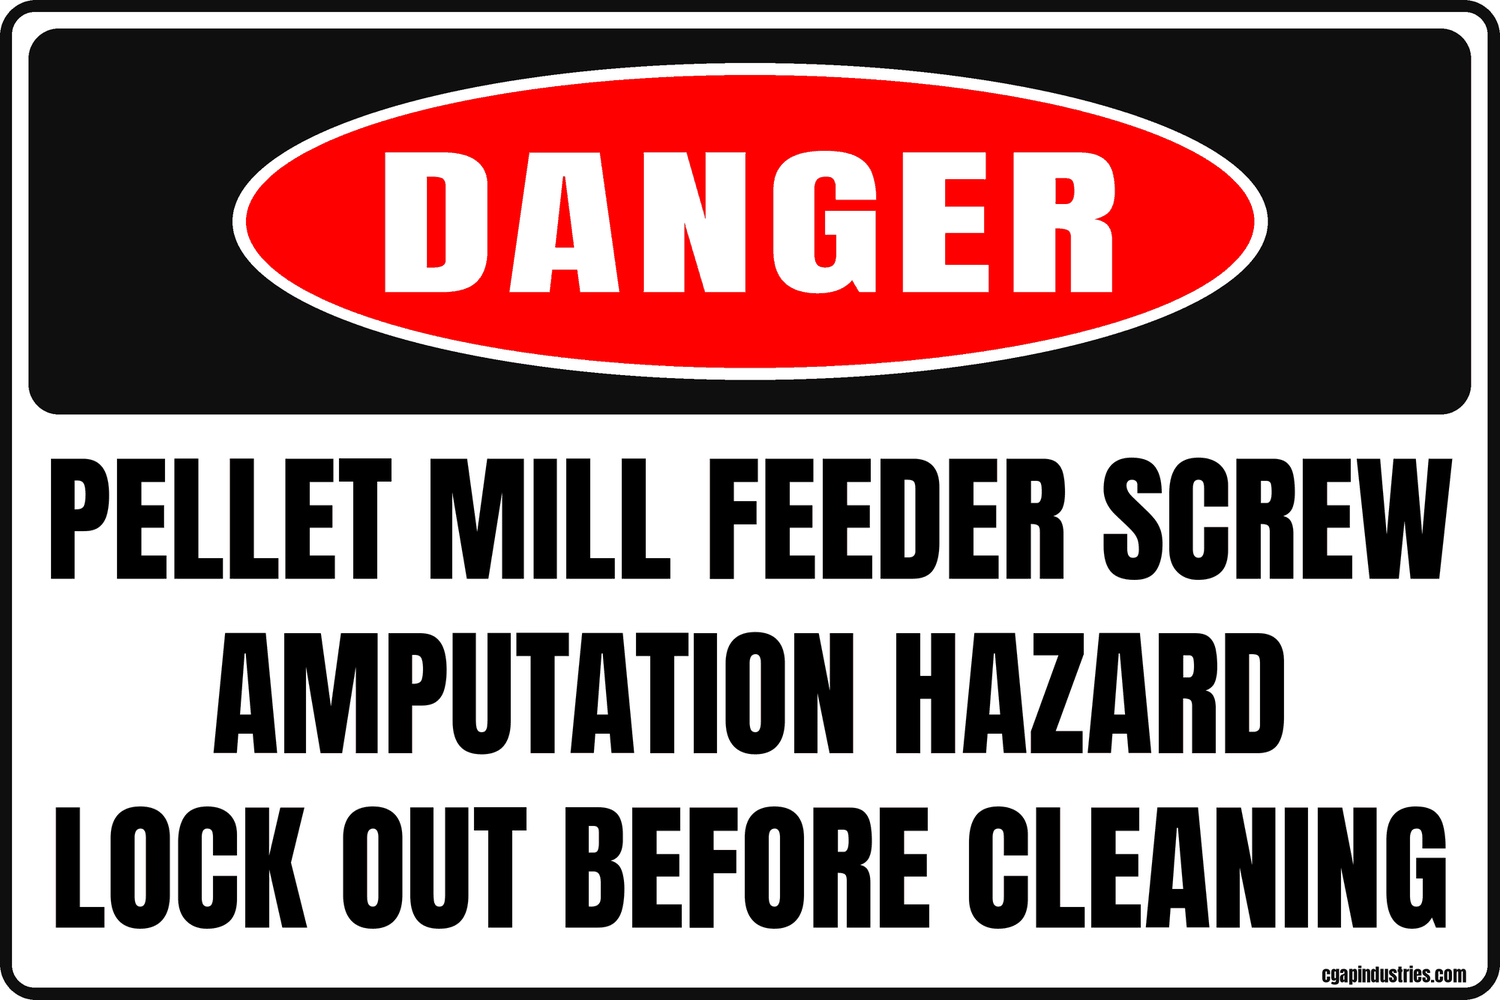 DANGER
PELLET MILL FEEDER SCREW
AMPUTATION HAZARD
LOCK OUT BEFORE CLEANING
cgapindustries.com